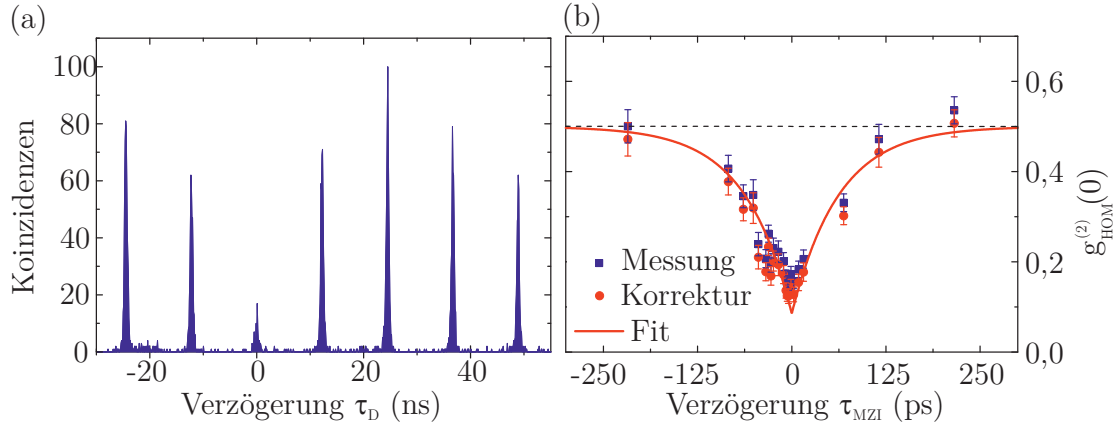 (a)
100
80
60
40
20
0
Koinzidenzen
-20 0 20 40
Verzögerung τD (ns)
(b)
0,6
0,4
0,2
0,0
g(2)HOM(0)
Messung
Korrektur
Fit
-250 -125 0 125 250
Verzögerung τMZI (ps)